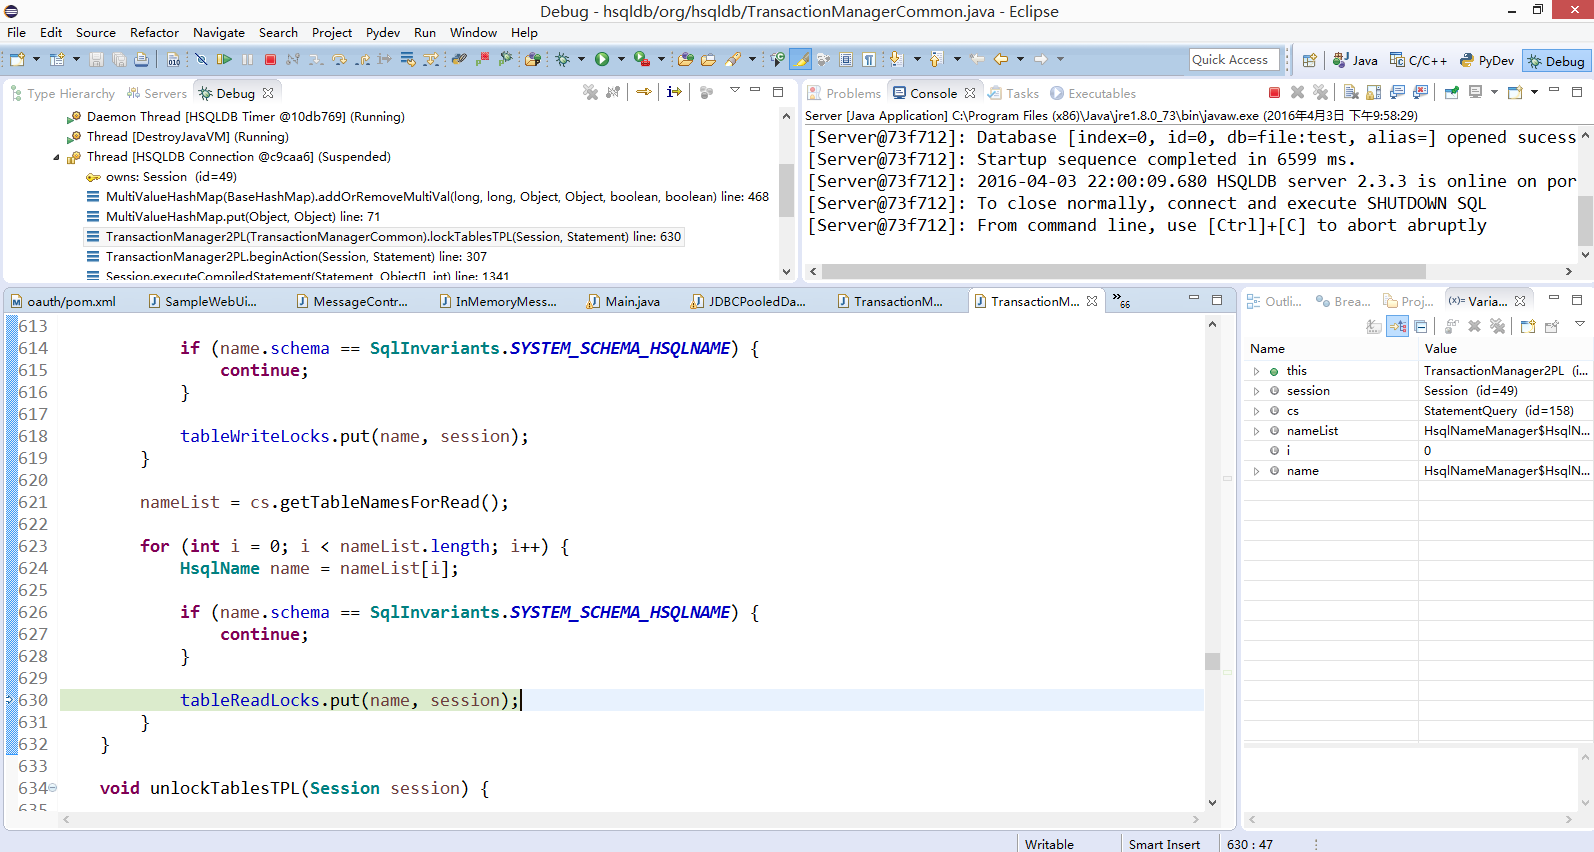 Debug - hsqldb/org/hsqldb/TransactionManagerCommon.java - Eclipse
File Edit Source Refactor Navigate Search Project Pydev Run Window Help
Quick Access Java C/C++ PyDev Debug
Type Hierarchy Servers Debug
Daemon Thread [HSQLDB Timer @10db769] (Running)
Thread [DestroyJavaVM] (Running)
Thread [HSQLDB Connection @c9caa6] (Suspended)
owns: Session (id=49)
MultiValueHashMap(BaseHashMap).addOrRemoveMultiVal(long, long, Object, Object, boolean, boolean) line: 468
MultiValueHashMap.put(Object, Object) line: 71
TransactionManager2PL(TransactionManagerCommon).lockTablesTPL(Session, Statement) line: 630
TransactionManager2PL.beginAction(Session, Statement) line: 307
Session.executeCompiledStatement(Statement, Object[], int) line: 1341
Problems Console Tasks Executables
Server [Java Application] C:\Program Files (x86)\Java\jre1.8.0_73\bin\javaw.exe (2016年4月3日 下午9:58:29)
[Server@73f712]: Database [index=0, id=0, db=file:test, alias=] opened sucess
[Server@73f712]: Startup sequence completed in 6599 ms.
[Server@73f712]: 2016-04-03 22:00:09.680 HSQLDB server 2.3.3 is online on por
[Server@73f712]: To close normally, connect and execute SHUTDOWN SQL
[Server@73f712]: From command line, use [Ctrl]+[C] to abort abruptly
oauth/pom.xml SampleWebUi... MessageContr... InMemoryMess... Main.java JDBCPooledDa... TransactionM... TransactionM... »66
613
614 if (name.schema == SqlInvariants.SYSTEM_SCHEMA_HSQLNAME) {
615 continue;
616 }
617
618 tableWriteLocks.put(name, session);
619 }
620
621 nameList = cs.getTableNamesForRead();
622
623 for (int i = 0; i < nameList.length; i++) {
624 HsqlName name = nameList[i];
625
626 if (name.schema == SqlInvariants.SYSTEM_SCHEMA_HSQLNAME) {
627 continue;
628 }
629
630 tableReadLocks.put(name, session);
631 }
632 }
633
634 void unlockTablesTPL(Session session) {
635
Outli... Brea... Proj... (x)= Varia...
Name Value
this TransactionManager2PL (i...
session Session (id=49)
cs StatementQuery (id=158)
nameList HsqlNameManager$HsqlN...
i 0
name HsqlNameManager$HsqlN...
Writable Smart Insert 630 : 47